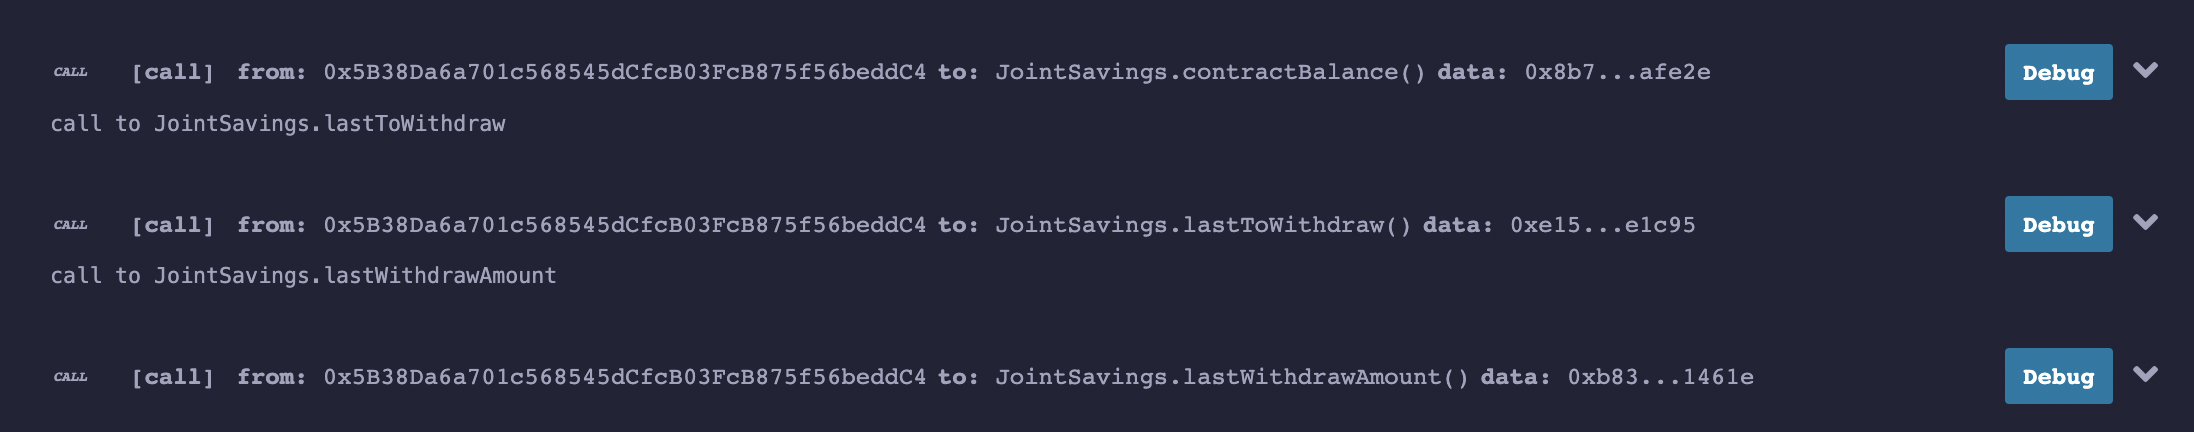 CALL [call] from: 0x5B38Da6a701c568545dCfcB03FcB875f56beddC4 to: JointSavings.contractBalance() data: 0x8b7...afe2e Debug
call to JointSavings.lastToWithdraw
CALL [call] from: 0x5B38Da6a701c568545dCfcB03FcB875f56beddC4 to: JointSavings.lastToWithdraw() data: 0xe15...e1c95 Debug
call to JointSavings.lastWithdrawAmount
CALL [call] from: 0x5B38Da6a701c568545dCfcB03FcB875f56beddC4 to: JointSavings.lastWithdrawAmount() data: 0xb83...1461e Debug